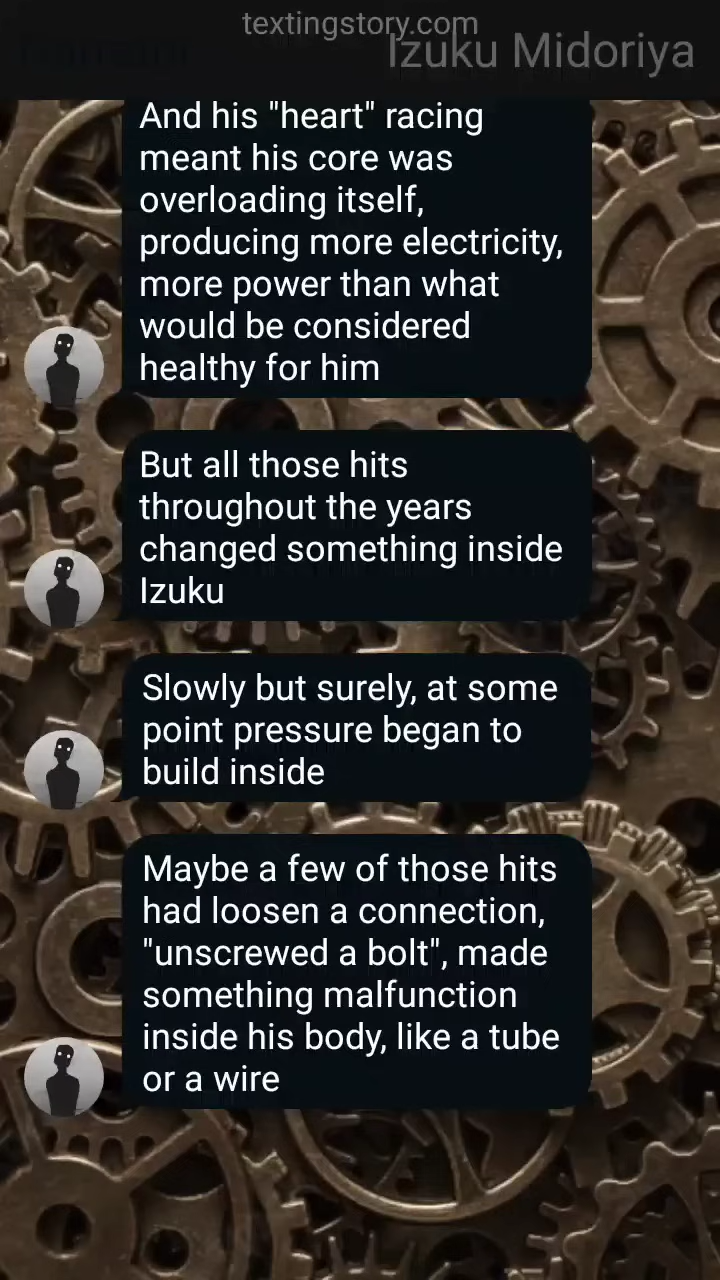 textingstory.com
Izuku Midoriya
And his "heart" racing
meant his core was
overloading itself,
producing more electricity,
more power than what
would be considered
healthy for him
But all those hits
throughout the years
changed something inside
Izuku
Slowly but surely, at some
point pressure began to
build inside
Maybe a few of those hits
had loosen a connection,
"unscrewed a bolt", made
something malfunction
inside his body, like a tube
or a wire